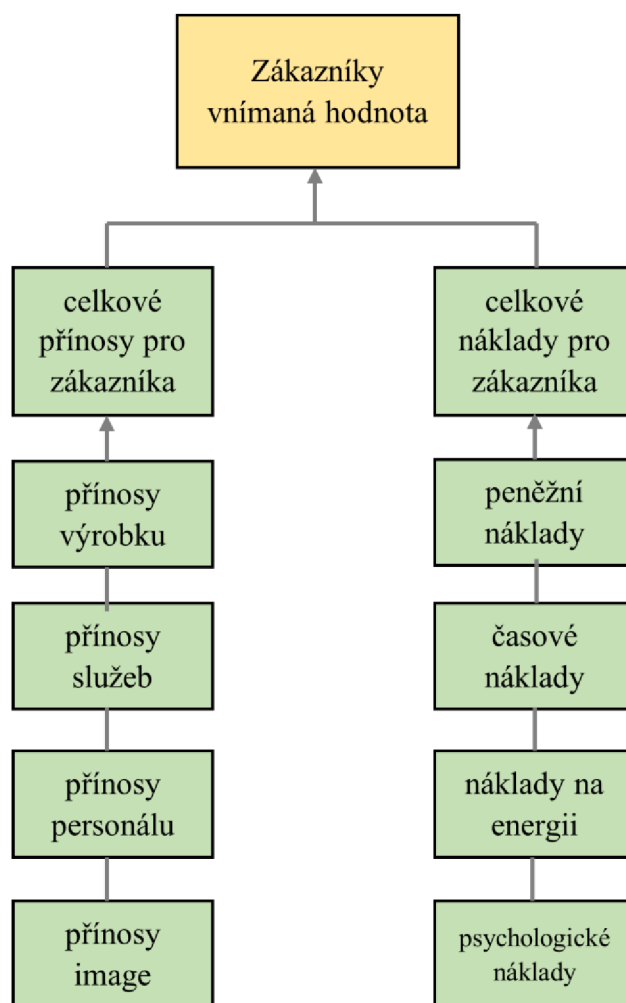 Zákazníky
vnímaná hodnota
celkové
přínosy pro
zákazníka
celkové
náklady pro
zákazníka
přínosy
výrobku
peněžní
náklady
přínosy
služeb
časové
náklady
přínosy
personálu
náklady na
energii
přínosy
image
psychologické
náklady